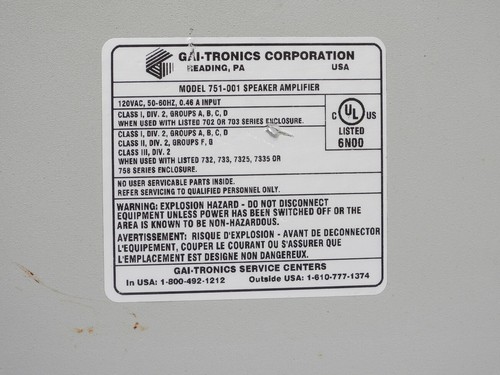 GAI-TRONICS CORPORATION
READING, PA USA
MODEL 751-001 SPEAKER AMPLIFIER
120VAC, 50-60HZ, 0.46 A INPUT
CLASS I, DIV. 2, GROUPS A, B, C, D
WHEN USED WITH LISTED 702 OR 703 SERIES ENCLOSURE.
CLASS I, DIV. 2, GROUPS A, B, C, D
CLASS II, DIV. 2, GROUPS F, G
CLASS III, DIV. 2
WHEN USED WITH LISTED 732, 733, 7325, 7335 OR
758 SERIES ENCLOSURE.
C UL US
LISTED
6N00
NO USER SERVICABLE PARTS INSIDE.
REFER SERVICING TO QUALIFIED PERSONNEL ONLY.
WARNING: EXPLOSION HAZARD - DO NOT DISCONNECT
EQUIPMENT UNLESS POWER HAS BEEN SWITCHED OFF OR THE
AREA IS KNOWN TO BE NON-HAZARDOUS.
AVERTISSEMENT: RISQUE D'EXPLOSION - AVANT DE DECONNECTOR
L'EQUIPEMENT, COUPER LE COURANT OU S'ASSURER QUE
L'EMPLACEMENT EST DESIGNE NON DANGEREUX.
GAI-TRONICS SERVICE CENTERS
In USA: 1-800-492-1212 Outside USA: 1-610-777-1374